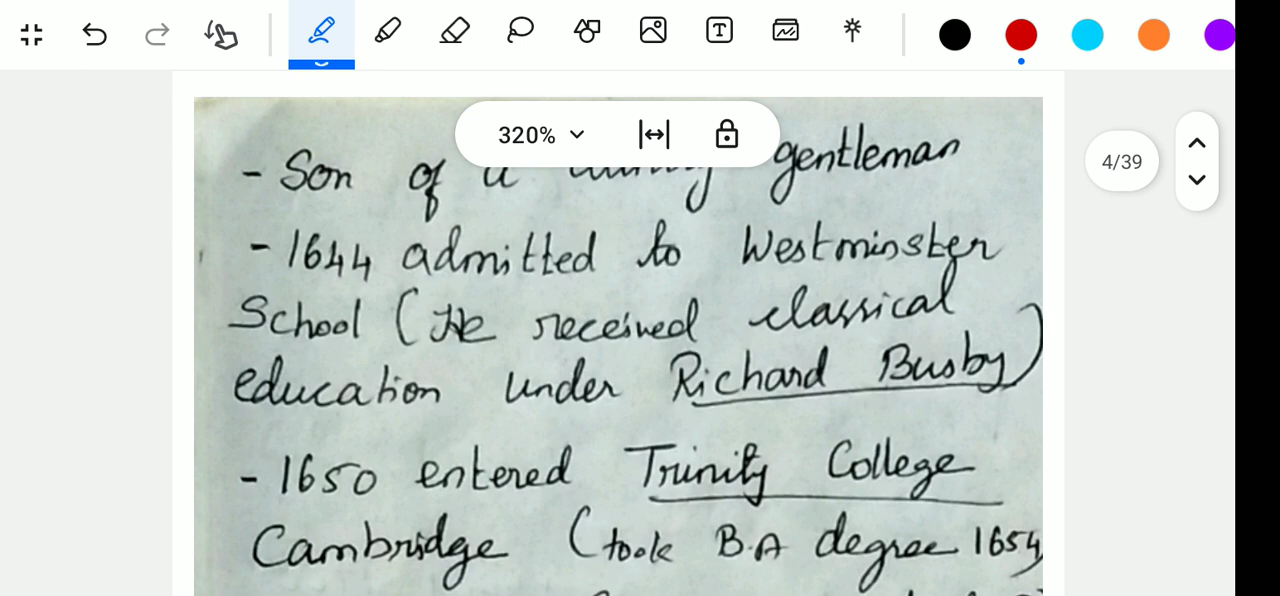 320%
4/39
- Son of a gentleman
- 1644 admitted to Westminster
School (He received classical
education under Richard Busby)
- 1650 entered Trinity College
Cambridge (took B.A degree 1654